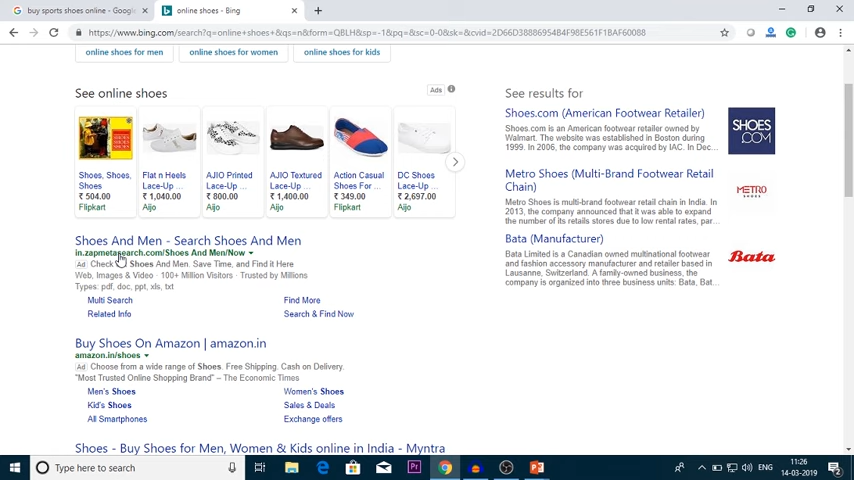 buy sports shoes online - Google
online shoes - Bing
https://www.bing.com/search?q=online+shoes+&qs=n&form=QBLH&sp=-1&pq=&sc=0-0&sk=&cvid=2D66D38886954B4F98E561F1BAF60088
online shoes for men
online shoes for women
online shoes for kids
See online shoes
Ads
Shoes, Shoes, Shoes
₹ 504.00
Flipkart
Flat n Heels Lace-Up ...
₹ 1,040.00
Aijo
AJIO Printed Lace-Up ...
₹ 800.00
Aijo
AJIO Textured Lace-Up ...
₹ 1,400.00
Aijo
Action Casual Shoes For ...
₹ 349.00
Flipkart
DC Shoes Lace-Up ...
₹ 2,697.00
Aijo
Shoes And Men - Search Shoes And Men
in.zapmetasearch.com/Shoes And Men/Now
Ad Check Shoes And Men. Save Time, and Find it Here
Web, Images & Video · 100+ Million Visitors · Trusted by Millions
Types: pdf, doc, ppt, xls, txt
Multi Search
Find More
Related Info
Search & Find Now
Buy Shoes On Amazon | amazon.in
amazon.in/shoes
Ad Choose from a wide range of Shoes. Free Shipping. Cash on Delivery.
"Most Trusted Online Shopping Brand" – The Economic Times
Men's Shoes
Women's Shoes
Kid's Shoes
Sales & Deals
All Smartphones
Exchange offers
Shoes - Buy Shoes for Men, Women & Kids online in India - Myntra
See results for
Shoes.com (American Footwear Retailer)
Shoes.com is an American footwear retailer owned by
Walmart. The website was established in Boston during
1999. In 2006, the company was acquired by IAC. In Dec...
SHOES
.COM
Metro Shoes (Multi-Brand Footwear Retail
Chain)
Metro Shoes is multi-brand footwear retail chain in India. In
2013, the company announced that it was able to expand
the number of its retail stores due to low rental rates, par...
METRO
SHOES
Bata (Manufacturer)
Bata Limited is a Canadian owned multinational footwear
and fashion accessory manufacturer and retailer based in
Lausanne, Switzerland. A family-owned business, the
company is organized into three business units: Bata, Bat...
Bata
Type here to search
Pr
ENG
11:26
14-03-2019
2